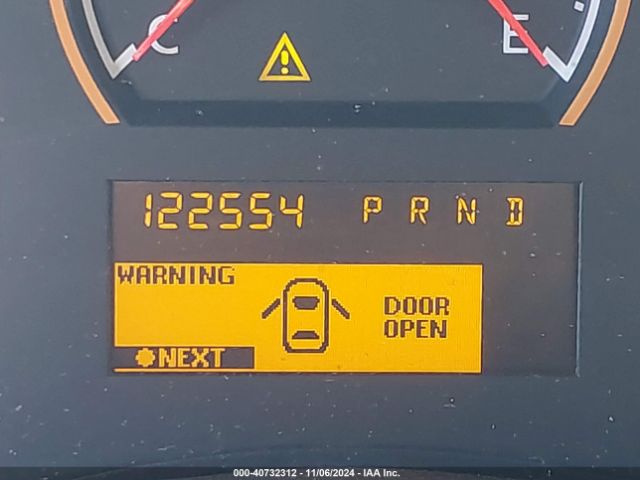 C E
122554 P R N D
WARNING
DOOR
OPEN
NEXT
000-40732312 - 11/06/2024 - IAA Inc.